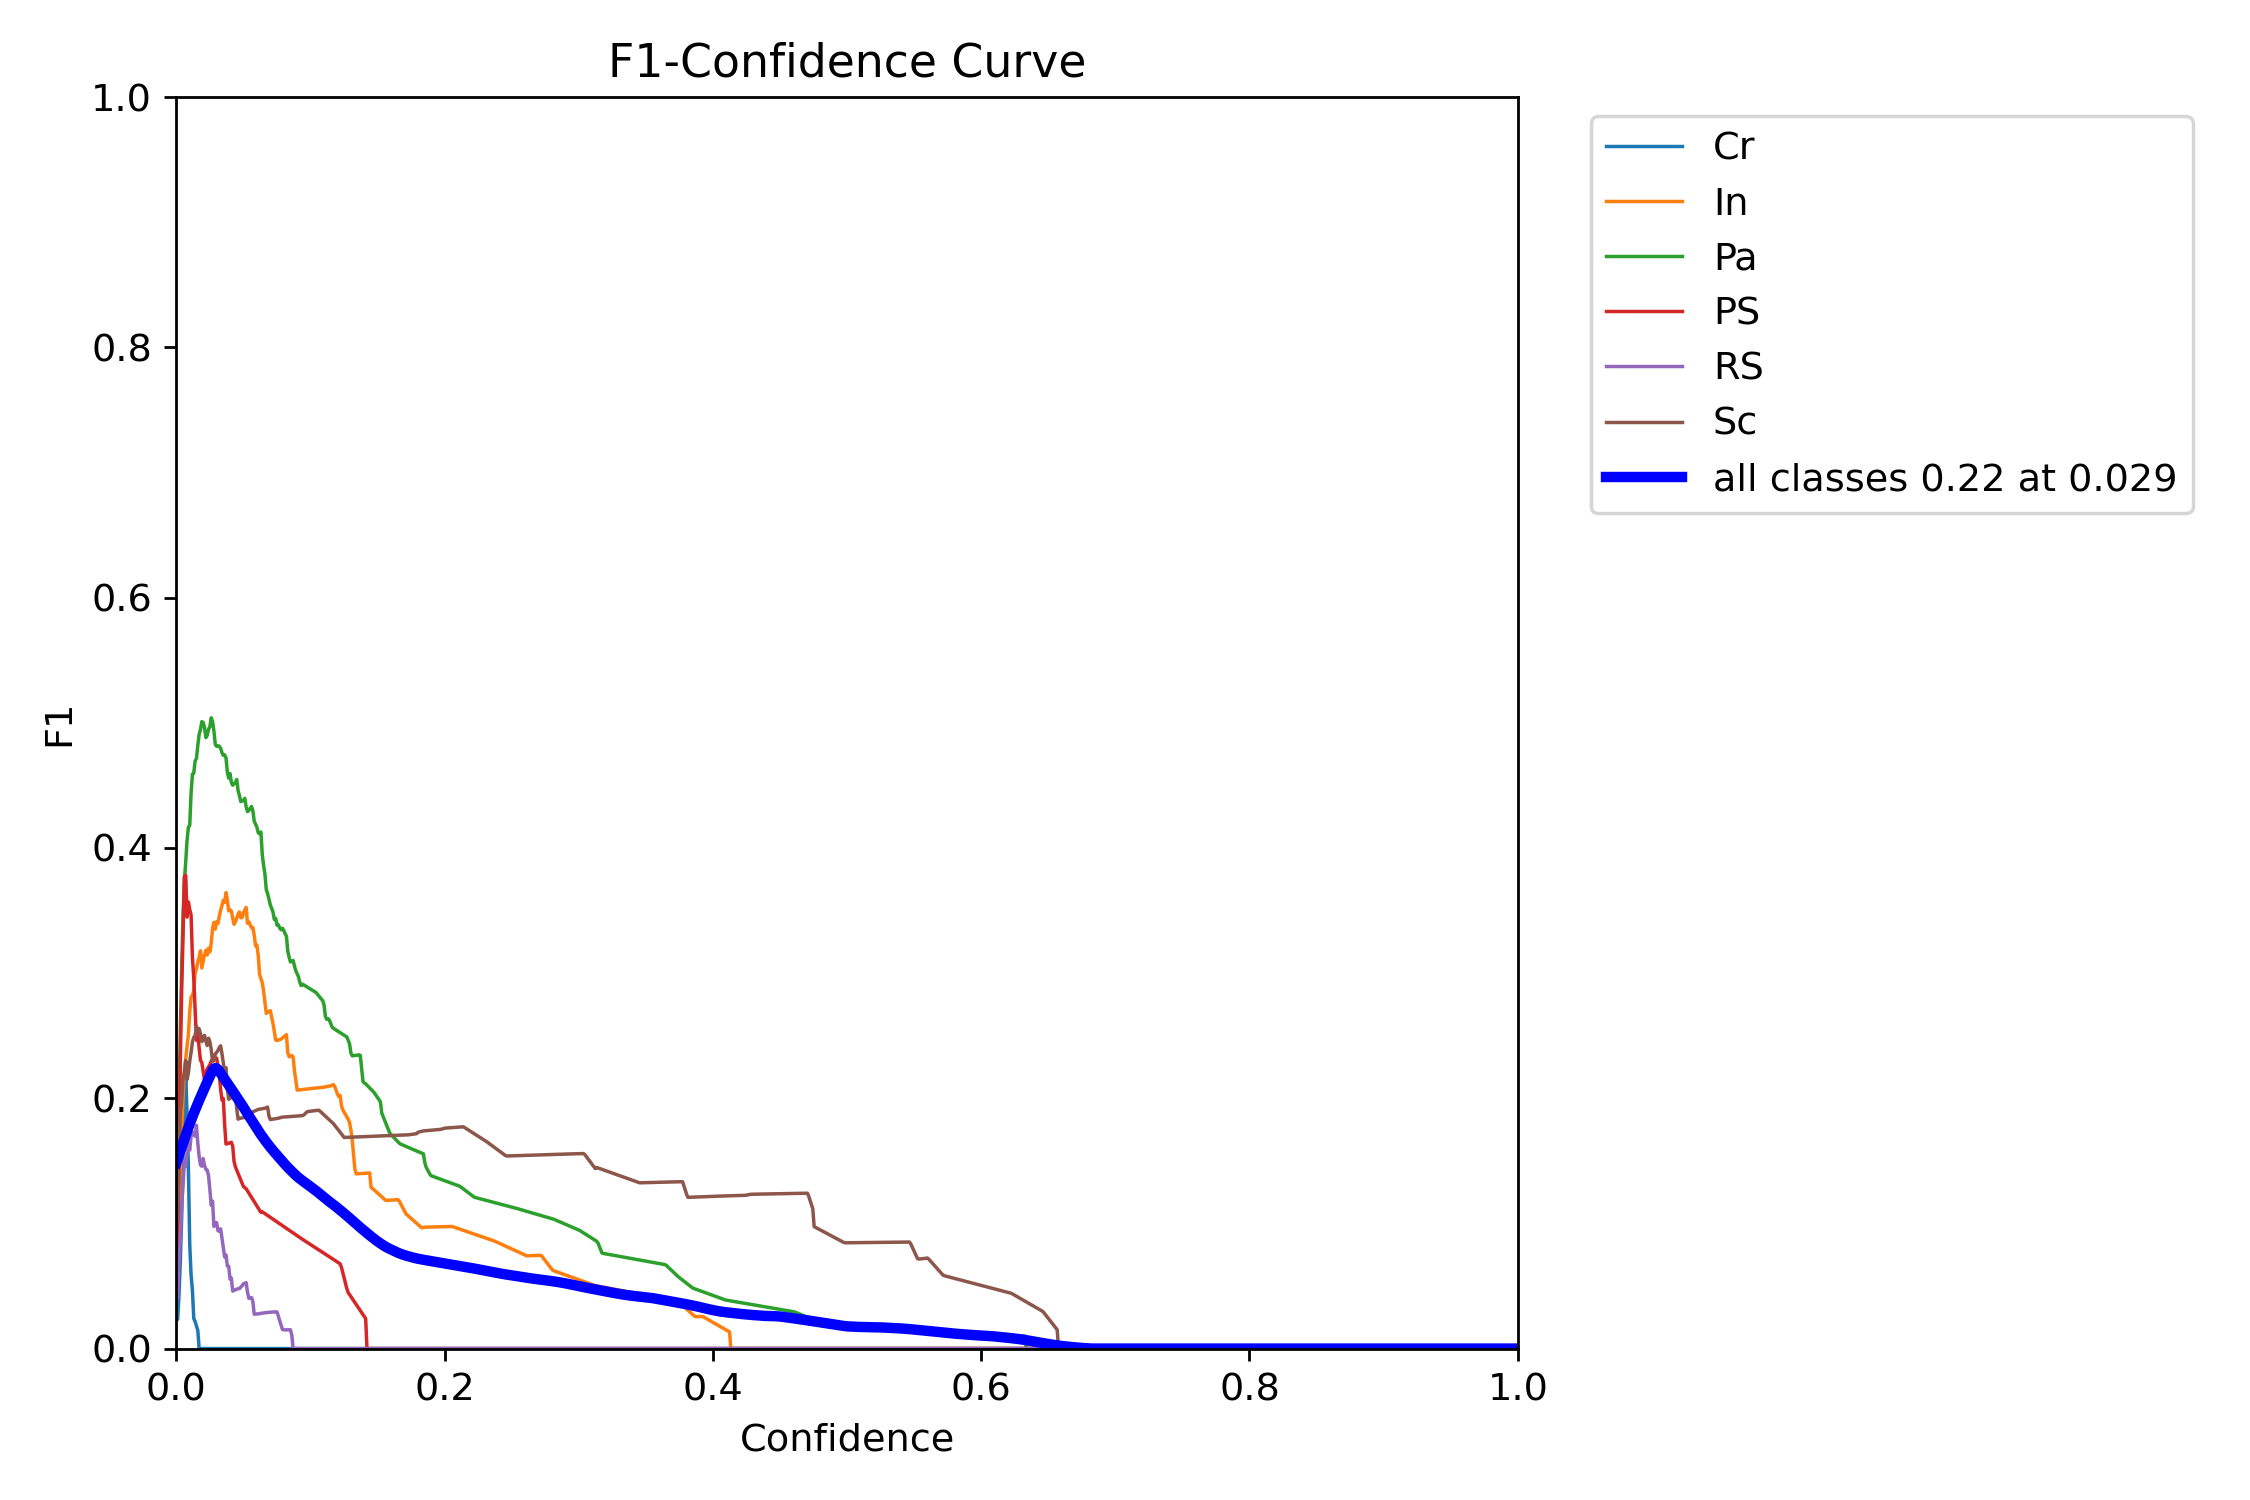 F1-Confidence Curve
1.0
0.8
0.6
0.4
0.2
0.0
F1
0.0 0.2 0.4 0.6 0.8 1.0
Confidence
Cr
In
Pa
PS
RS
Sc
all classes 0.22 at 0.029